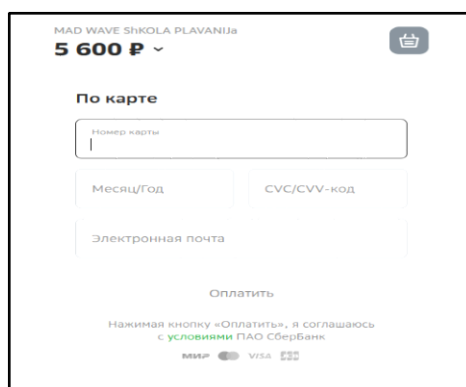 MAD WAVE ShKOLA PLAVANIJa
5 600 ₽
По карте
Номер карты
Месяц/Год
CVC/CVV-код
Электронная почта
Оплатить
Нажимая кнопку «Оплатить», я соглашаюсь
с условиями ПАО СберБанк
МИР VISA JCB